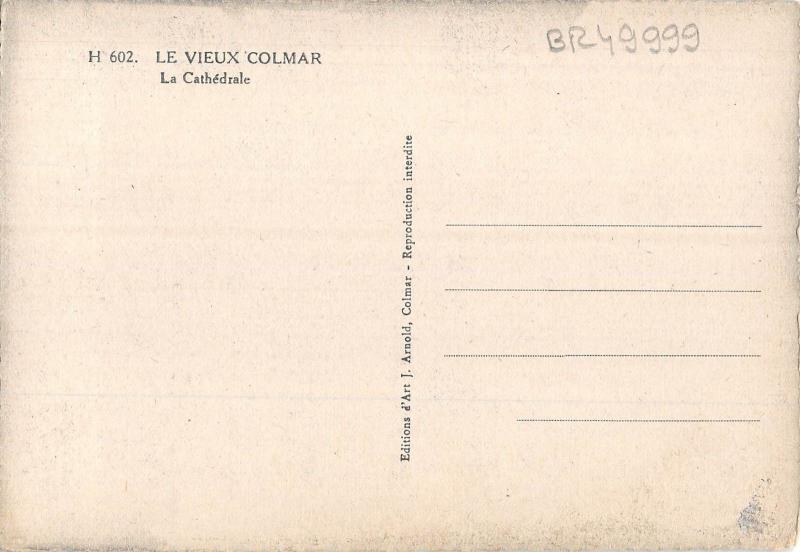 BR49999
H 602. LE VIEUX COLMAR
La Cathédrale
Editions d'Art J. Arnold, Colmar - Reproduction interdite